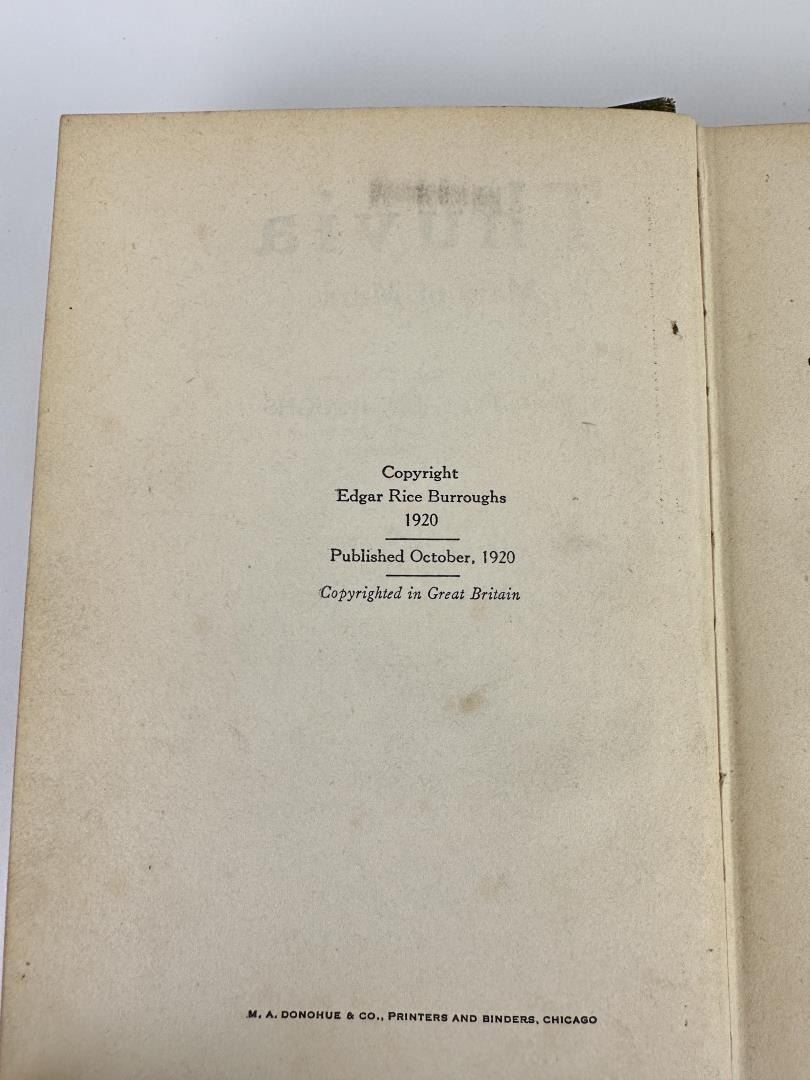 Copyright
Edgar Rice Burroughs
1920
Published October, 1920
Copyrighted in Great Britain
M. A. DONOHUE & CO., PRINTERS AND BINDERS, CHICAGO